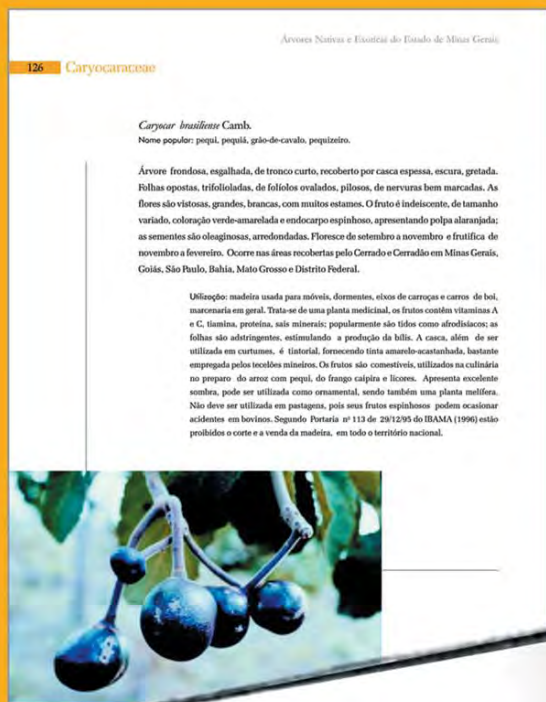 Árvores Nativas e Exóticas do Estado de Minas Gerais
126 Caryocaraceae
Caryocar brasiliense Camb.
Nome popular: pequi, pequiá, grão-de-cavalo, pequizeiro.
Árvore frondosa, esgalhada, de tronco curto, recoberto por casca espessa, escura, gretada.
Folhas opostas, trifolioladas, de folíolos ovalados, pilosos, de nervuras bem marcadas. As
flores são vistosas, grandes, brancas, com muitos estames. O fruto é indeiscente, de tamanho
variado, coloração verde-amarelada e endocarpo espinhoso, apresentando polpa alaranjada;
as sementes são oleaginosas, arredondadas. Floresce de setembro a novembro e frutifica de
novembro a fevereiro. Ocorre nas áreas recobertas pelo Cerrado e Cerradão em Minas Gerais,
Goiás, São Paulo, Bahia, Mato Grosso e Distrito Federal.
Utilização: madeira usada para móveis, dormentes, eixos de carroças e carros de boi,
marcenaria em geral. Trata-se de uma planta medicinal, os frutos contêm vitaminas A
e C, tiamina, proteína, sais minerais; popularmente são tidos como afrodisíacos; as
folhas são adstringentes, estimulando a produção da bílis. A casca, além de ser
utilizada em curtumes, é tintorial, fornecendo tinta amarelo-acastanhada, bastante
empregada pelos tecelões mineiros. Os frutos são comestíveis, utilizados na culinária
no preparo do arroz com pequi, do frango caipira e licores. Apresenta excelente
sombra, pode ser utilizada como ornamental, sendo também uma planta melífera.
Não deve ser utilizada em pastagens, pois seus frutos espinhosos podem ocasionar
acidentes em bovinos. Segundo Portaria nº 113 de 29/12/95 do IBAMA (1996) estão
proibidos o corte e a venda da madeira, em todo o território nacional.